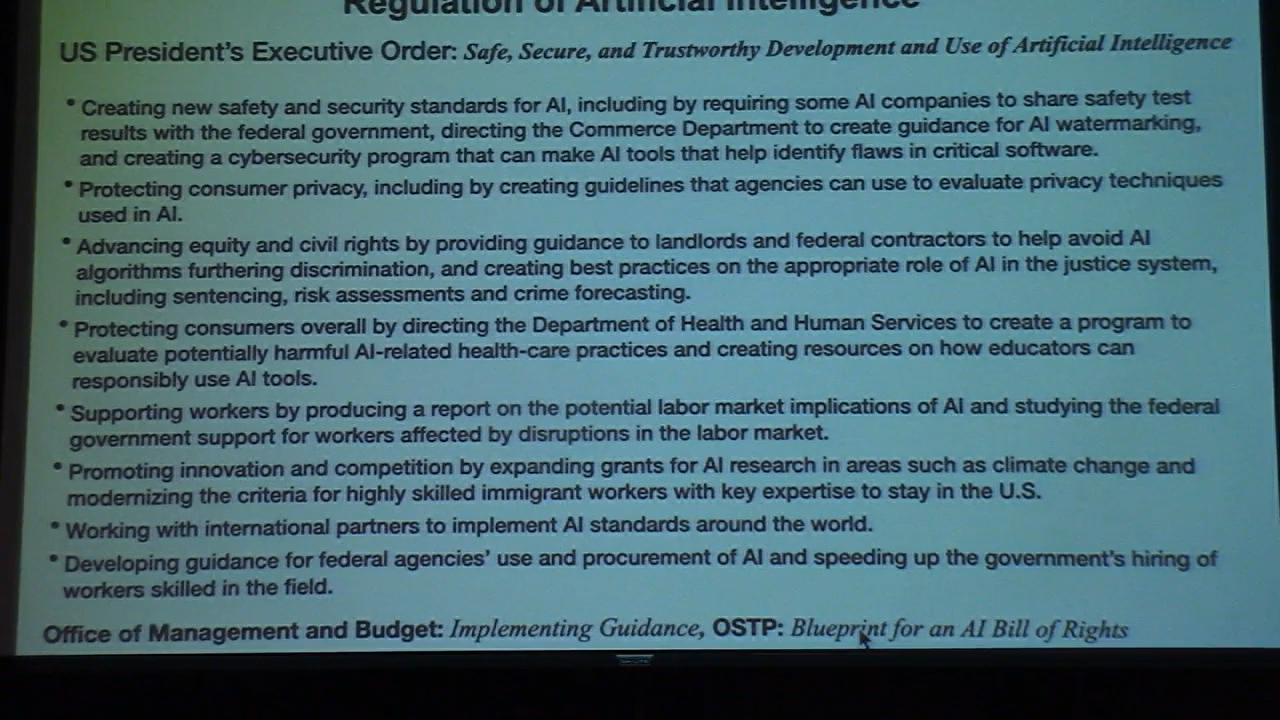 Regulation of Artificial Intelligence
US President's Executive Order: Safe, Secure, and Trustworthy Development and Use of Artificial Intelligence
• Creating new safety and security standards for AI, including by requiring some AI companies to share safety test
results with the federal government, directing the Commerce Department to create guidance for AI watermarking,
and creating a cybersecurity program that can make AI tools that help identify flaws in critical software.
• Protecting consumer privacy, including by creating guidelines that agencies can use to evaluate privacy techniques
used in AI.
• Advancing equity and civil rights by providing guidance to landlords and federal contractors to help avoid AI
algorithms furthering discrimination, and creating best practices on the appropriate role of AI in the justice system,
including sentencing, risk assessments and crime forecasting.
• Protecting consumers overall by directing the Department of Health and Human Services to create a program to
evaluate potentially harmful AI-related health-care practices and creating resources on how educators can
responsibly use AI tools.
• Supporting workers by producing a report on the potential labor market implications of AI and studying the federal
government support for workers affected by disruptions in the labor market.
• Promoting innovation and competition by expanding grants for AI research in areas such as climate change and
modernizing the criteria for highly skilled immigrant workers with key expertise to stay in the U.S.
• Working with international partners to implement AI standards around the world.
• Developing guidance for federal agencies' use and procurement of AI and speeding up the government's hiring of
workers skilled in the field.
Office of Management and Budget: Implementing Guidance, OSTP: Blueprint for an AI Bill of Rights